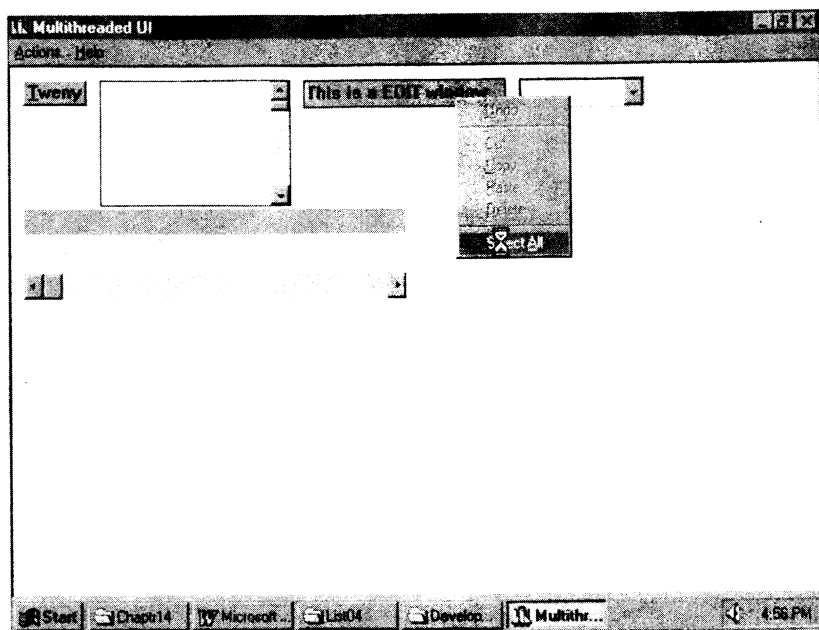 Multithreaded UI
Actions Help
Tweny
This is a EDIT window
Undo
Cut
Copy
Paste
Delete
Select All
Start
Chaptr14
Microsoft ...
List04
Develop...
Multithr...
4:56 PM